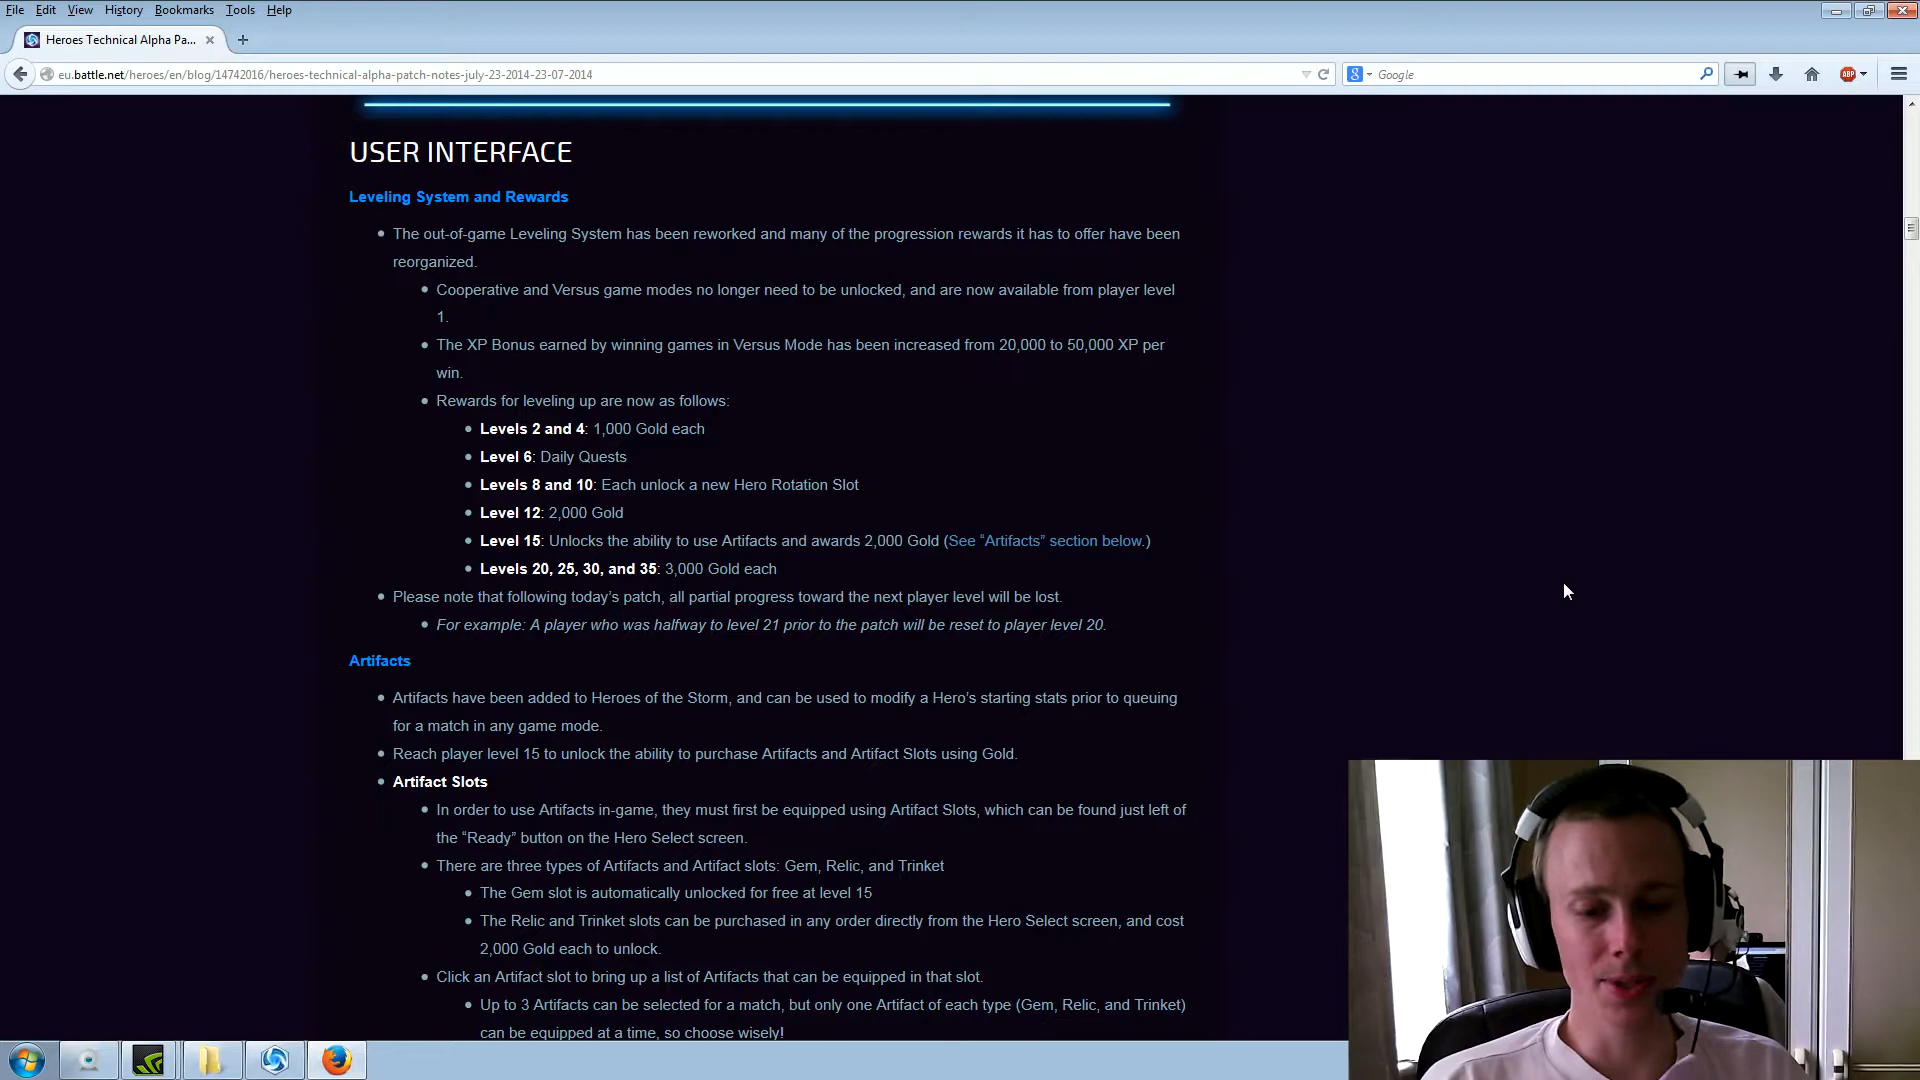 File Edit View History Bookmarks Tools Help
Heroes Technical Alpha Pa...
eu.battle.net/heroes/en/blog/14742016/heroes-technical-alpha-patch-notes-july-23-2014-23-07-2014
Google
ABP
USER INTERFACE
Leveling System and Rewards
The out-of-game Leveling System has been reworked and many of the progression rewards it has to offer have been
reorganized.
Cooperative and Versus game modes no longer need to be unlocked, and are now available from player level
1.
The XP Bonus earned by winning games in Versus Mode has been increased from 20,000 to 50,000 XP per
win.
Rewards for leveling up are now as follows:
Levels 2 and 4: 1,000 Gold each
Level 6: Daily Quests
Levels 8 and 10: Each unlock a new Hero Rotation Slot
Level 12: 2,000 Gold
Level 15: Unlocks the ability to use Artifacts and awards 2,000 Gold (See “Artifacts” section below.)
Levels 20, 25, 30, and 35: 3,000 Gold each
Please note that following today’s patch, all partial progress toward the next player level will be lost.
For example: A player who was halfway to level 21 prior to the patch will be reset to player level 20.
Artifacts
Artifacts have been added to Heroes of the Storm, and can be used to modify a Hero’s starting stats prior to queuing
for a match in any game mode.
Reach player level 15 to unlock the ability to purchase Artifacts and Artifact Slots using Gold.
Artifact Slots
In order to use Artifacts in-game, they must first be equipped using Artifact Slots, which can be found just left of
the “Ready” button on the Hero Select screen.
There are three types of Artifacts and Artifact slots: Gem, Relic, and Trinket
The Gem slot is automatically unlocked for free at level 15
The Relic and Trinket slots can be purchased in any order directly from the Hero Select screen, and cost
2,000 Gold each to unlock.
Click an Artifact slot to bring up a list of Artifacts that can be equipped in that slot.
Up to 3 Artifacts can be selected for a match, but only one Artifact of each type (Gem, Relic, and Trinket)
can be equipped at a time, so choose wisely!